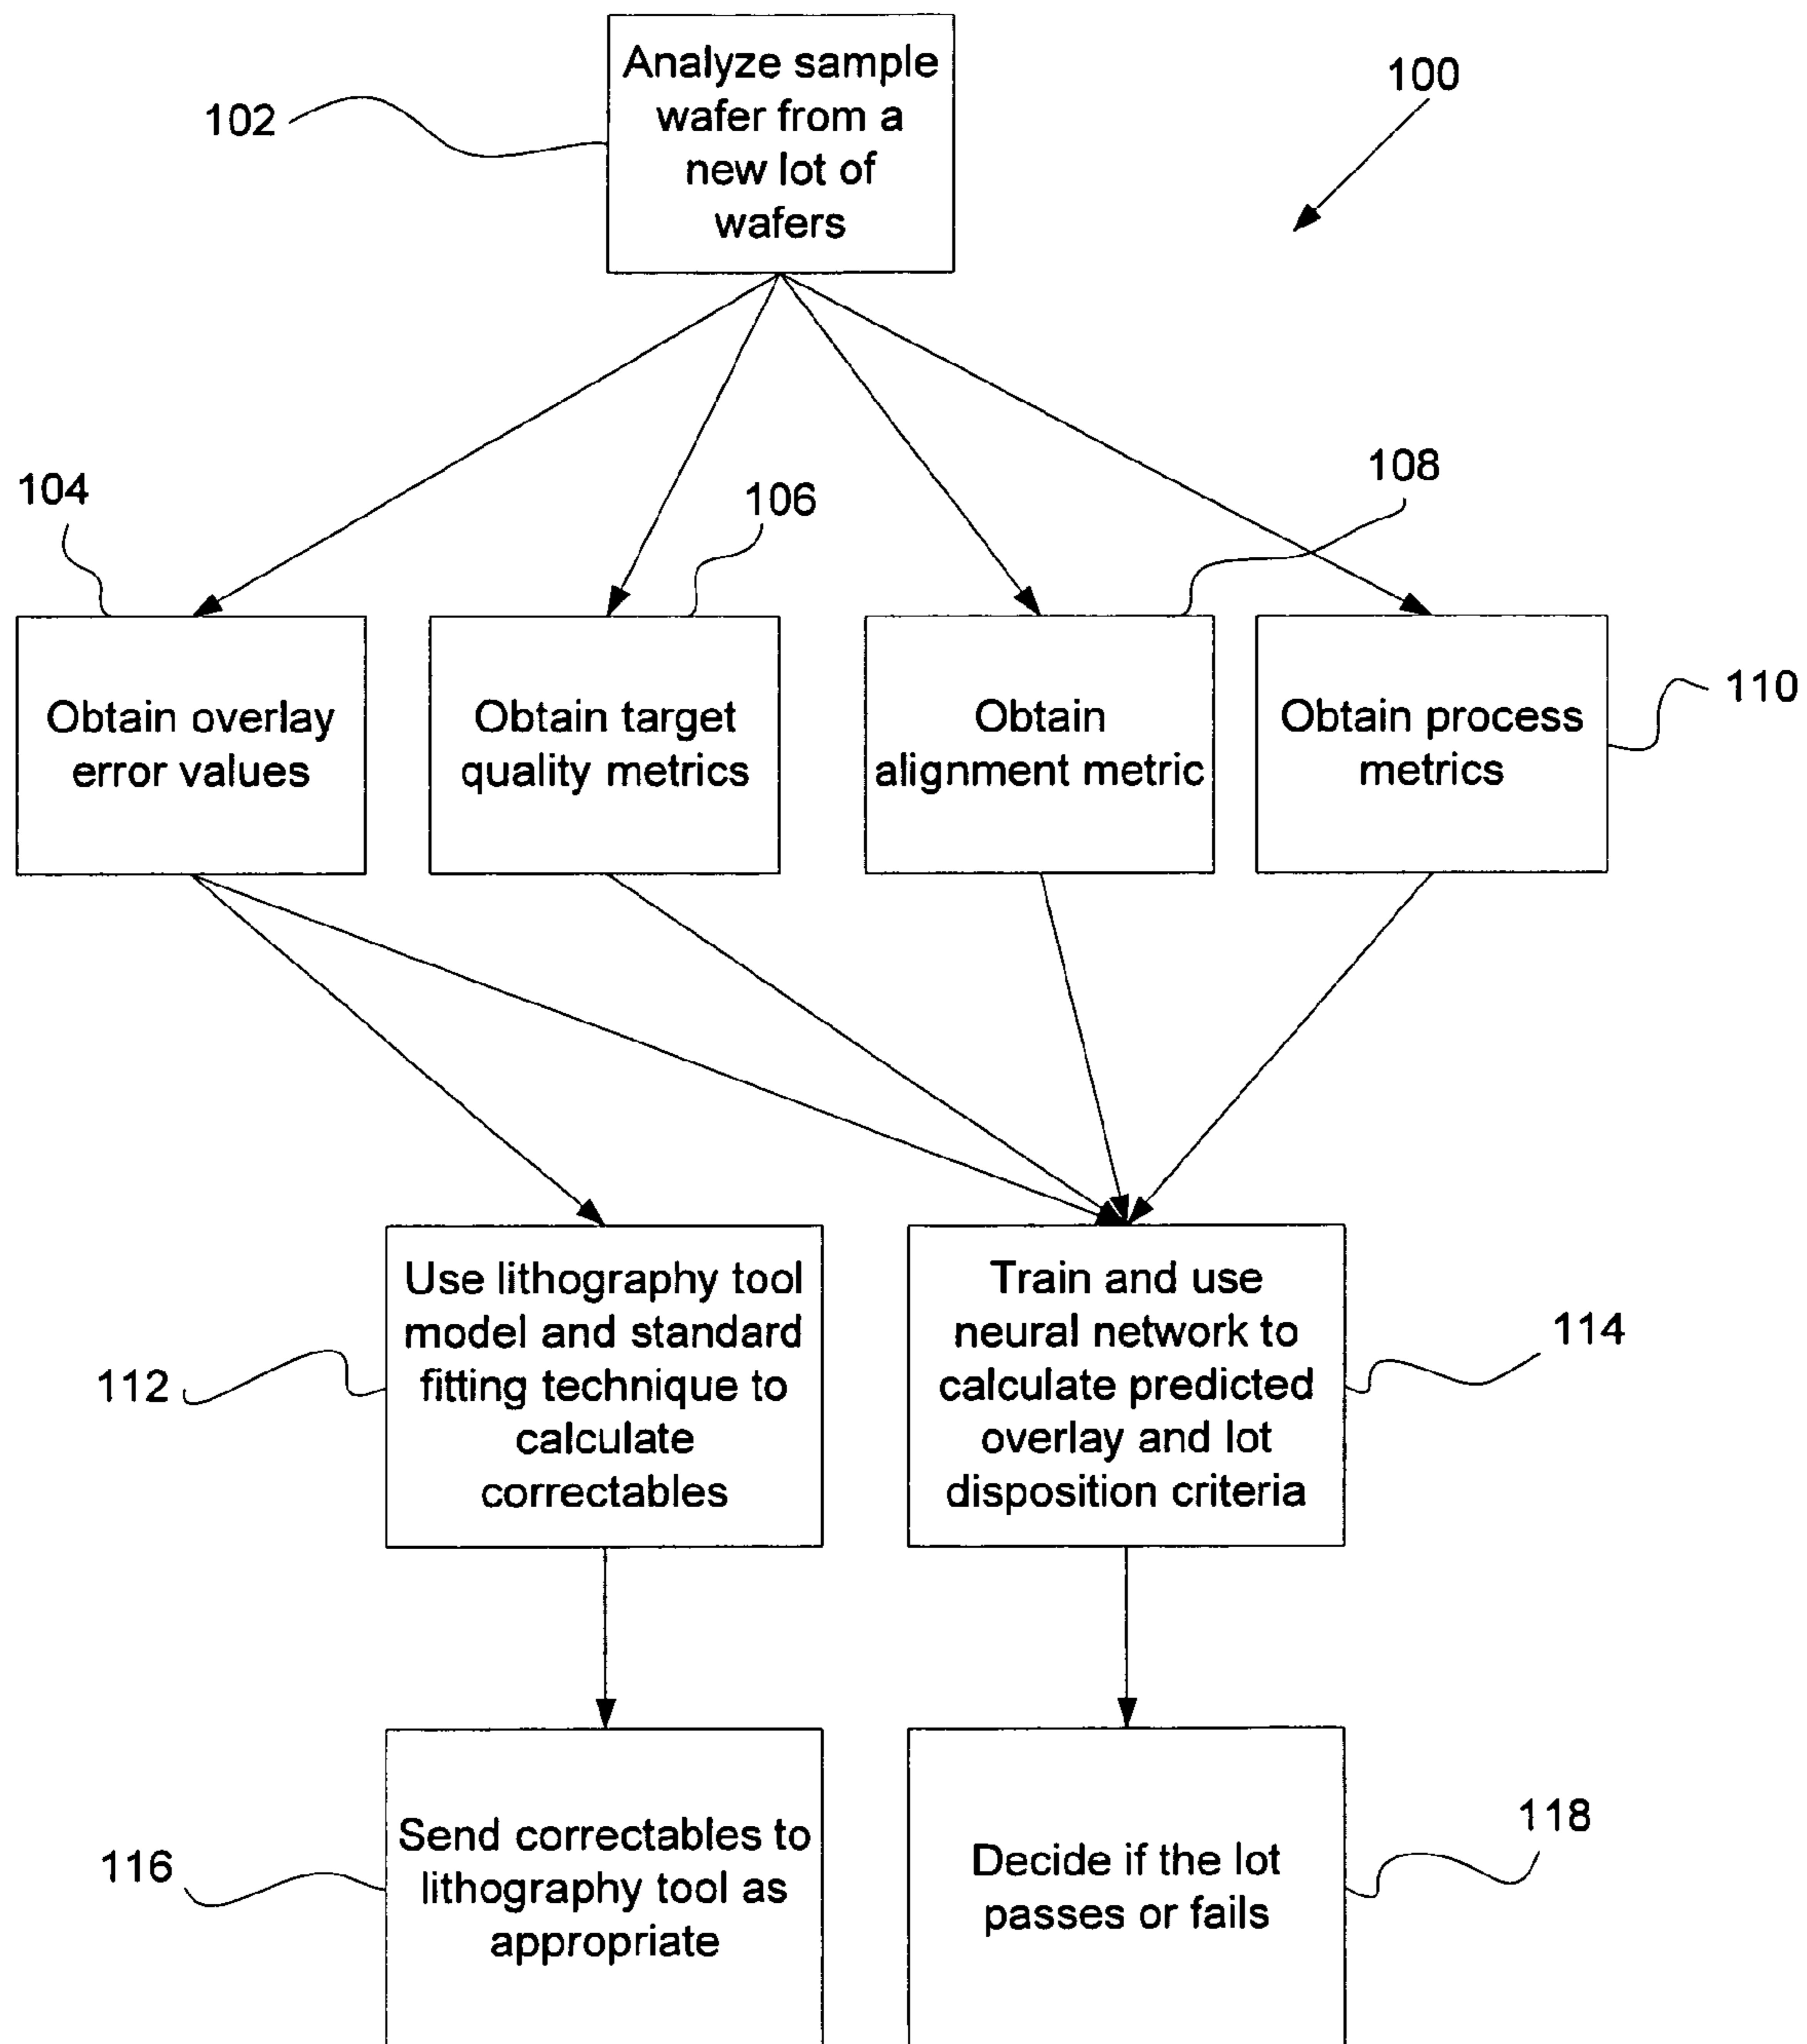 Analyze sample
wafer from a
new lot of
wafers
102
100
104
106
108
110
Obtain overlay
error values
Obtain target
quality metrics
Obtain
alignment metric
Obtain process
metrics
112
Use lithography tool
model and standard
fitting technique to
calculate
correctables
Train and use
neural network to
calculate predicted
overlay and lot
disposition criteria
114
116
Send correctables to
lithography tool as
appropriate
Decide if the lot
passes or fails
118